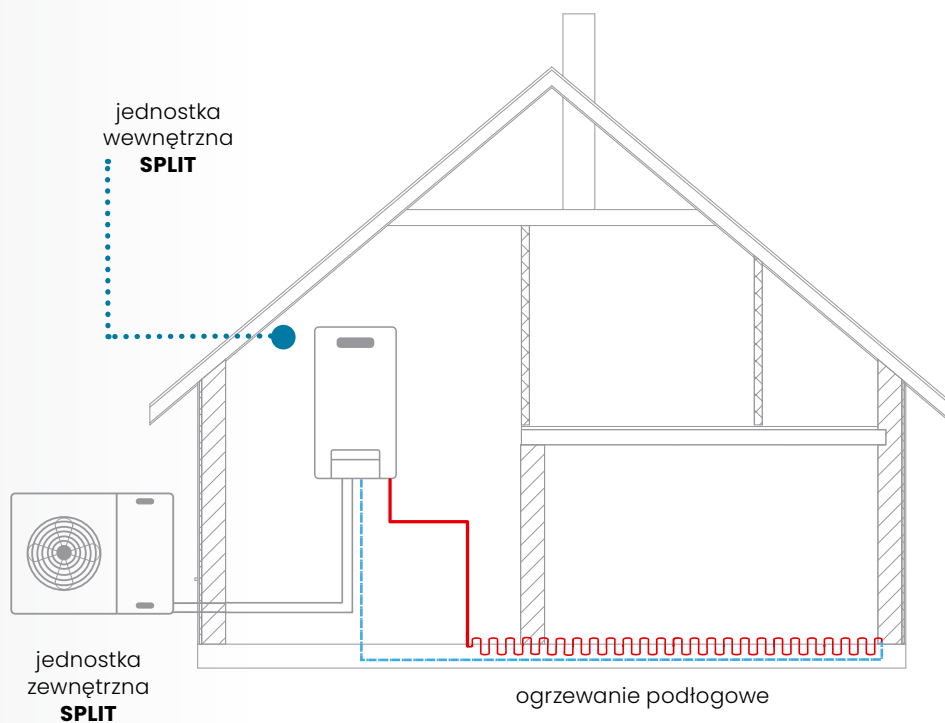 jednostka
wewnętrzna
SPLIT
jednostka
zewnętrzna
SPLIT
ogrzewanie podłogowe